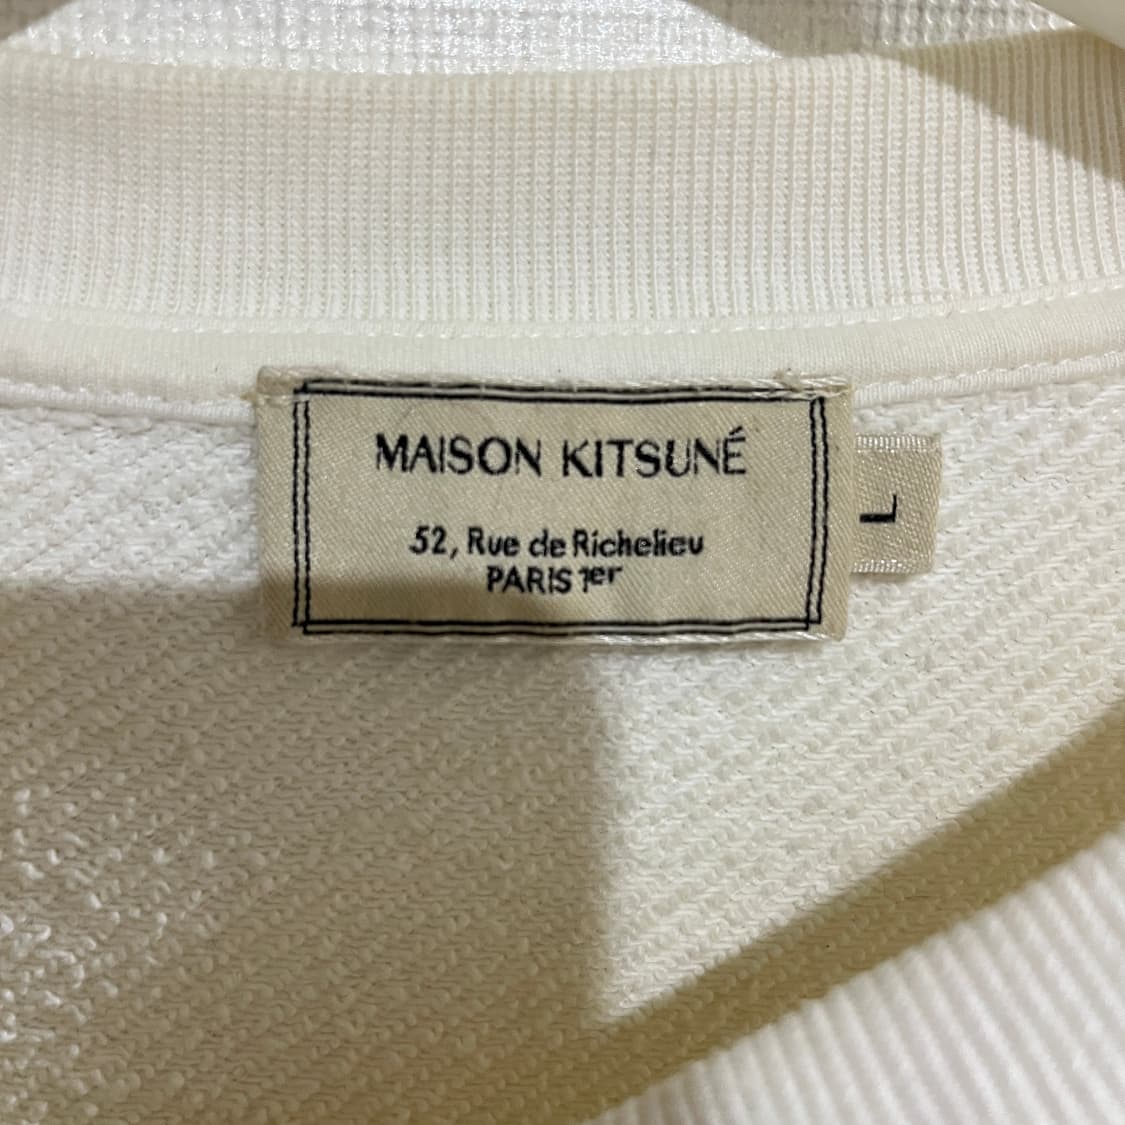 MAISON KITSUNÉ
52, Rue de Richelieu
PARIS 1er
L